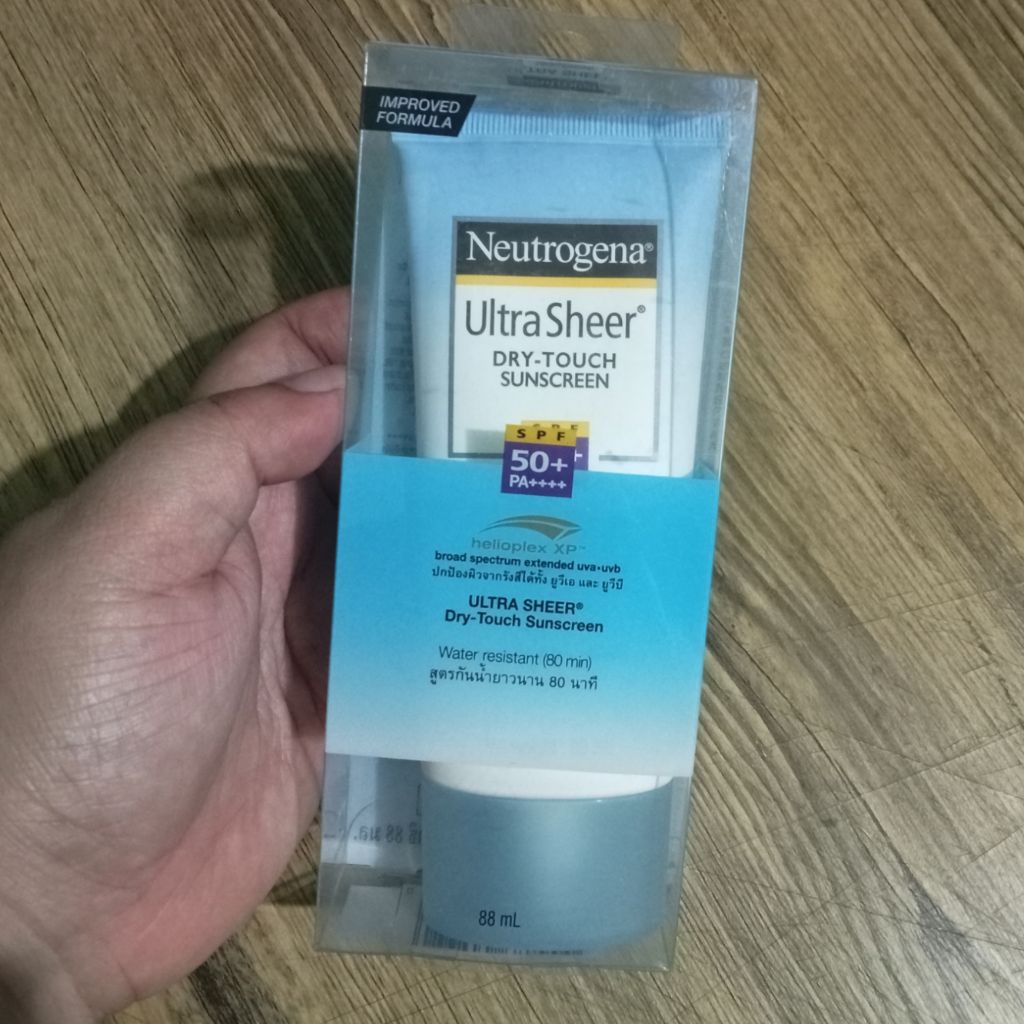 IMPROVED
FORMULA
Neutrogena®
Ultra Sheer®
DRY-TOUCH
SUNSCREEN
SPF
50+
PA++++
helioplex XP™
broad spectrum extended uva•uvb
ปกป้องผิวจากรังสีได้ทั้ง ยูวีเอ และ ยูวีบี
ULTRA SHEER®
Dry-Touch Sunscreen
Water resistant (80 min)
สูตรกันน้ำยาวนาน 80 นาที
88 mL